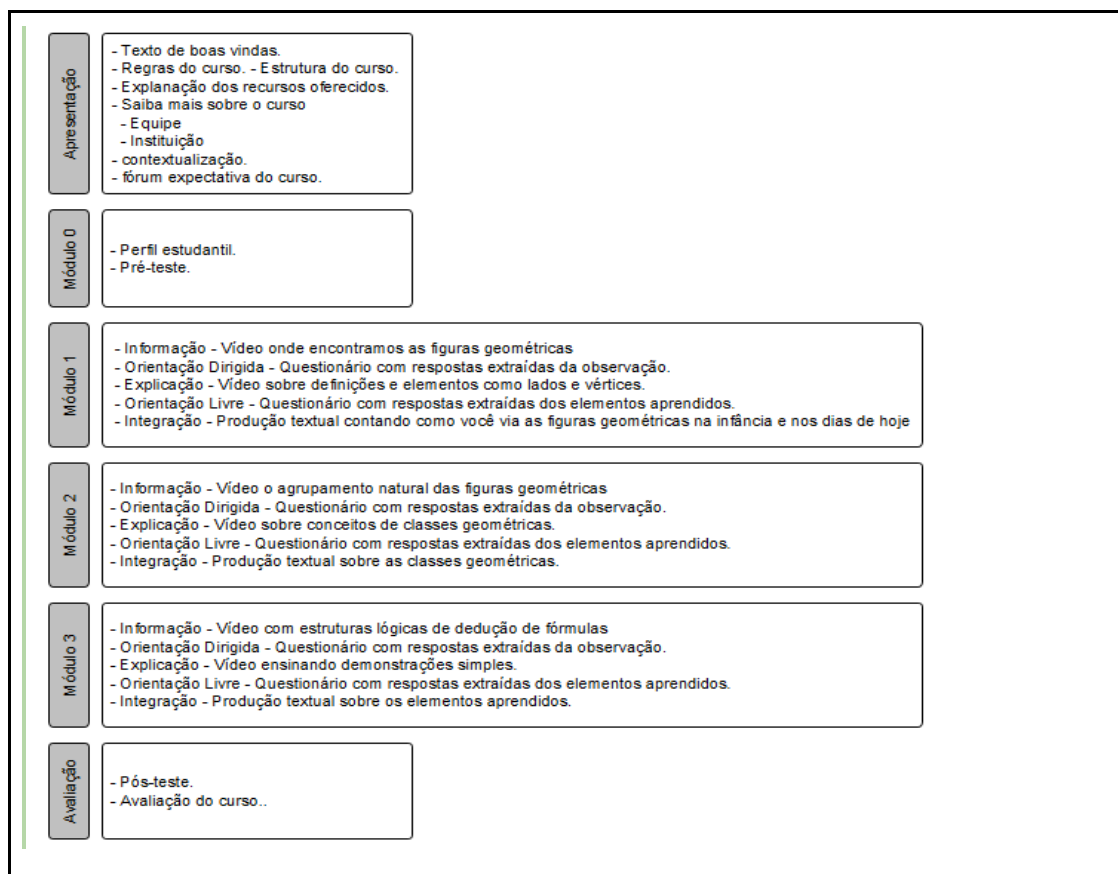 Apresentação
- Texto de boas vindas.
- Regras do curso. - Estrutura do curso.
- Explanação dos recursos oferecidos.
- Saiba mais sobre o curso
- Equipe
- Instituição
- contextualização.
- fórum expectativa do curso.
Módulo 0
- Perfil estudantil.
- Pré-teste.
Módulo 1
- Informação - Vídeo onde encontramos as figuras geométricas
- Orientação Dirigida - Questionário com respostas extraídas da observação.
- Explicação - Vídeo sobre definições e elementos como lados e vértices.
- Orientação Livre - Questionário com respostas extraídas dos elementos aprendidos.
- Integração - Produção textual contando como você via as figuras geométricas na infância e nos dias de hoje
Módulo 2
- Informação - Vídeo o agrupamento natural das figuras geométricas
- Orientação Dirigida - Questionário com respostas extraídas da observação.
- Explicação - Vídeo sobre conceitos de classes geométricas.
- Orientação Livre - Questionário com respostas extraídas dos elementos aprendidos.
- Integração - Produção textual sobre as classes geométricas.
Módulo 3
- Informação - Vídeo com estruturas lógicas de dedução de fórmulas
- Orientação Dirigida - Questionário com respostas extraídas da observação.
- Explicação - Vídeo ensinando demonstrações simples.
- Orientação Livre - Questionário com respostas extraídas dos elementos aprendidos.
- Integração - Produção textual sobre os elementos aprendidos.
Avaliação
- Pós-teste.
- Avaliação do curso..